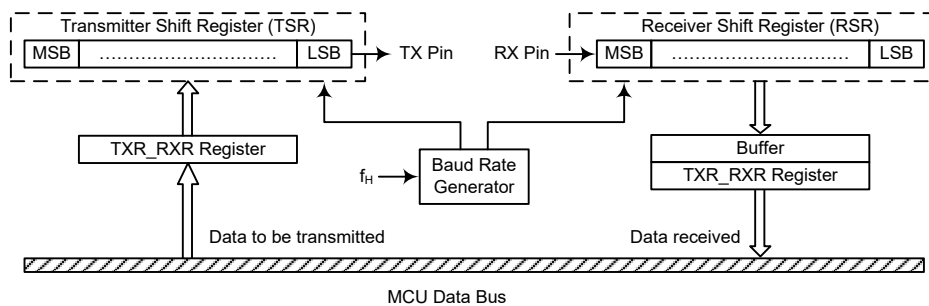 Transmitter Shift Register (TSR)
MSB ………………………… LSB
TX Pin
RX Pin
Receiver Shift Register (RSR)
MSB ………………………… LSB
TXR_RXR Register
fH
Baud Rate
Generator
Buffer
TXR_RXR Register
Data to be transmitted
Data received
MCU Data Bus